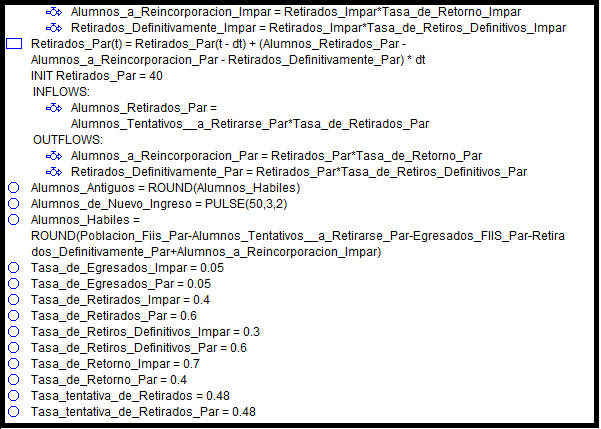 Alumnos_a_Reincorporacion_Impar = Retirados_Impar*Tasa_de_Retorno_Impar
Retirados_Definitivamente_Impar = Retirados_Impar*Tasa_de_Retiros_Definitivos_Impar
Retirados_Par(t) = Retirados_Par(t - dt) + (Alumnos_Retirados_Par -
Alumnos_a_Reincorporacion_Par - Retirados_Definitivamente_Par) * dt
INIT Retirados_Par = 40
INFLOWS:
Alumnos_Retirados_Par =
Alumnos_Tentativos__a_Retirarse_Par*Tasa_de_Retirados_Par
OUTFLOWS:
Alumnos_a_Reincorporacion_Par = Retirados_Par*Tasa_de_Retorno_Par
Retirados_Definitivamente_Par = Retirados_Par*Tasa_de_Retiros_Definitivos_Par
Alumnos_Antiguos = ROUND(Alumnos_Habiles)
Alumnos_de_Nuevo_Ingreso = PULSE(50,3,2)
Alumnos_Habiles =
ROUND(Poblacion_Fiis_Par-Alumnos_Tentativos__a_Retirarse_Par-Egresados_FIIS_Par-Retira
dos_Definitivamente_Par+Alumnos_a_Reincorporacion_Impar)
Tasa_de_Egresados_Impar = 0.05
Tasa_de_Egresados_Par = 0.05
Tasa_de_Retirados_Impar = 0.4
Tasa_de_Retirados_Par = 0.6
Tasa_de_Retiros_Definitivos_Impar = 0.3
Tasa_de_Retiros_Definitivos_Par = 0.6
Tasa_de_Retorno_Impar = 0.7
Tasa_de_Retorno_Par = 0.4
Tasa_tentativa_de_Retirados = 0.48
Tasa_tentativa_de_Retirados_Par = 0.48